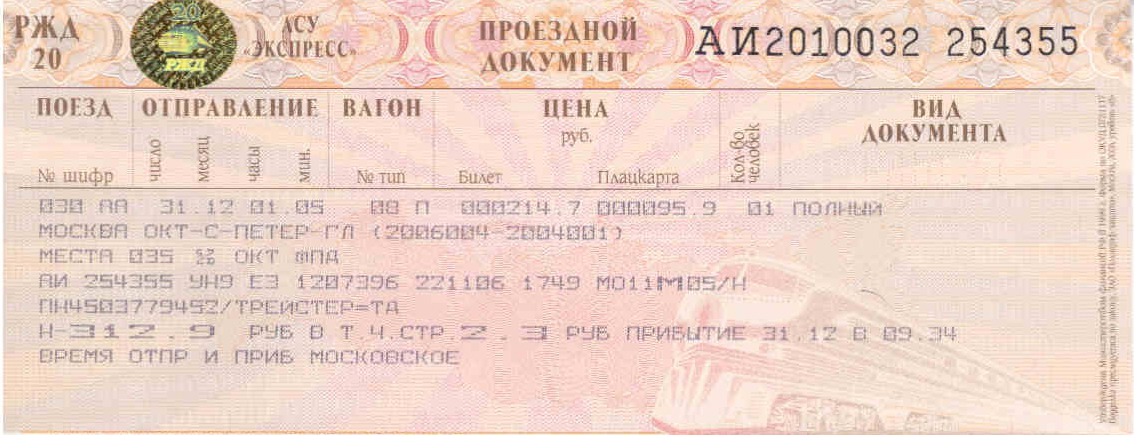 РЖД
20
20
РЖД
АСУ
«ЭКСПРЕСС»
ПРОЕЗДНОЙ
ДОКУМЕНТ
АИ2010032 254355
ПОЕЗД ОТПРАВЛЕНИЕ ВАГОН ЦЕНА ВИД
руб. ДОКУМЕНТА
№ шифр число месяц часы мин. № тип Билет Плацкарта Кол-во человек
030 АА 31.12 01.05 08 П 000214.7 000095.9 01 ПОЛНЫЙ
МОСКВА ОКТ-С-ПЕТЕР-ГЛ (2006004-2004001)
МЕСТА 035 ОКТ ФПД
АИ 254355 УН9 ЕЗ 1207396 221106 1749 МО11М05/Н
ПН4503779452/ТРЕЙСТЕР=ТА
Н-312.9 РУБ В Т.Ч.СТР.2.3 РУБ ПРИБЫТИЕ 31.12 В 09.34
ВРЕМЯ ОТПР И ПРИБ МОСКОВСКОЕ